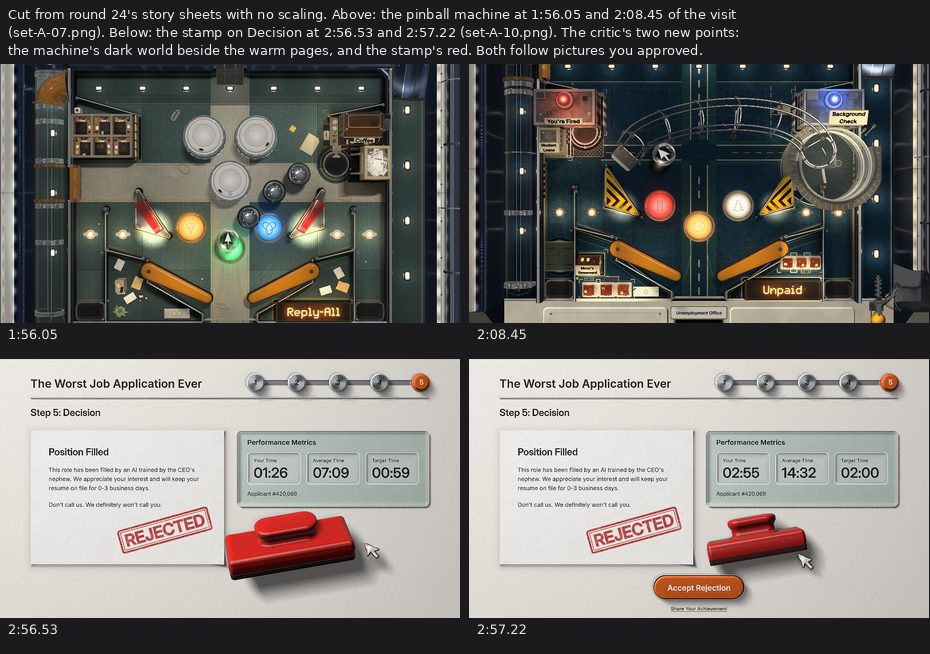 Cut from round 24's story sheets with no scaling. Above: the pinball machine at 1:56.05 and 2:08.45 of the visit
(set-A-07.png). Below: the stamp on Decision at 2:56.53 and 2:57.22 (set-A-10.png). The critic's two new points:
the machine's dark world beside the warm pages, and the stamp's red. Both follow pictures you approved.
Coffee
Reply-All
You're Fired
Background
Check
Student
Loans
Mom's
Basement
Unpaid
Unemployment Office
1:56.05
2:08.45
The Worst Job Application Ever
5
Step 5: Decision
Position Filled
This role has been filled by an AI trained by the CEO's
nephew. We appreciate your interest and will keep your
resume on file for 0-3 business days.
Don't call us. We definitely won't call you.
REJECTED
Performance Metrics
Your Time
01:26
Average Time
07:09
Target Time
00:59
Applicant #420,069
The Worst Job Application Ever
5
Step 5: Decision
Position Filled
This role has been filled by an AI trained by the CEO's
nephew. We appreciate your interest and will keep your
resume on file for 0-3 business days.
Don't call us. We definitely won't call you.
REJECTED
Performance Metrics
Your Time
02:55
Average Time
14:32
Target Time
02:00
Applicant #420,069
Accept Rejection
Share Your Achievement
2:56.53
2:57.22